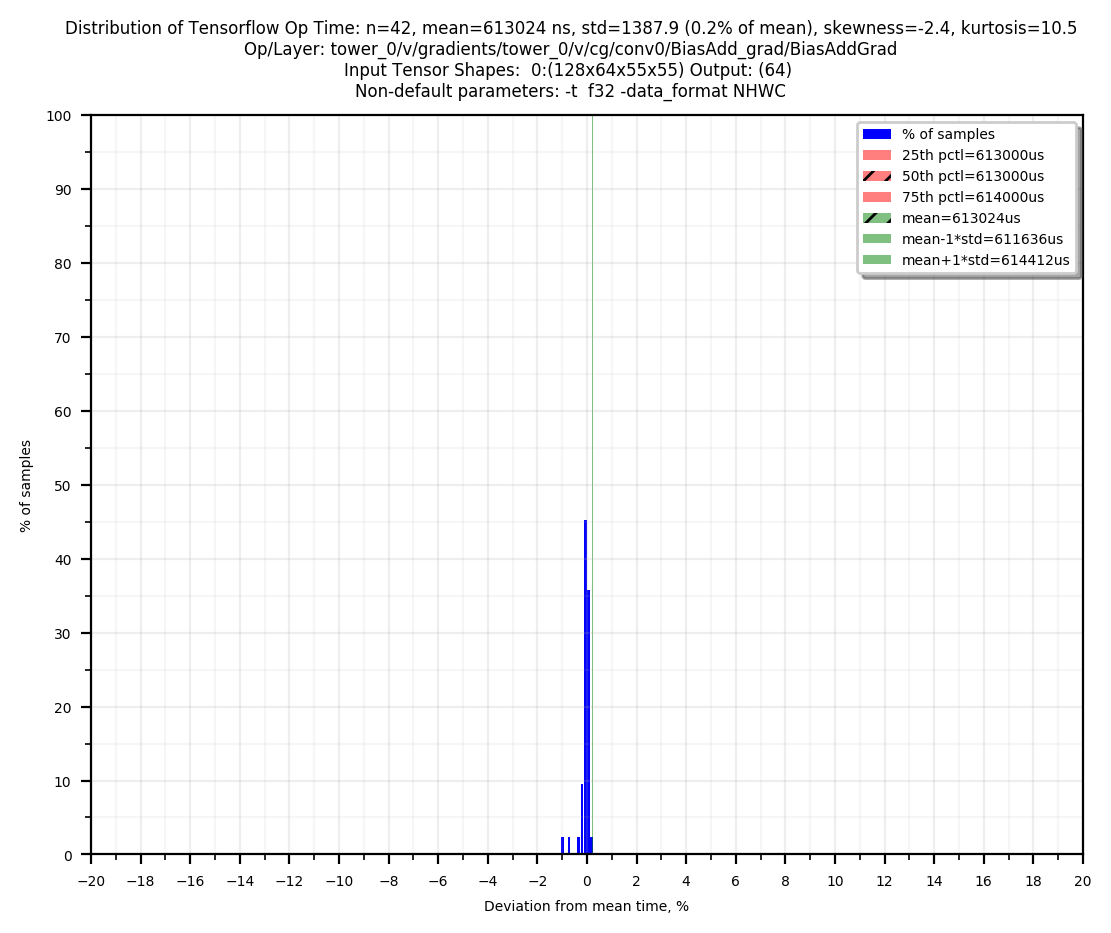 Distribution of Tensorflow Op Time: n=42, mean=613024 ns, std=1387.9 (0.2% of mean), skewness=-2.4, kurtosis=10.5
Op/Layer: tower_0/v/gradients/tower_0/v/cg/conv0/BiasAdd_grad/BiasAddGrad
Input Tensor Shapes:  0:(128x64x55x55) Output: (64)
Non-default parameters: -t  f32 -data_format NHWC
100
90
80
70
60
50
40
30
20
10
0
% of samples
% of samples
25th pctl=613000us
50th pctl=613000us
75th pctl=614000us
mean=613024us
mean-1*std=611636us
mean+1*std=614412us
−20 −18 −16 −14 −12 −10 −8 −6 −4 −2 0 2 4 6 8 10 12 14 16 18 20
Deviation from mean time, %